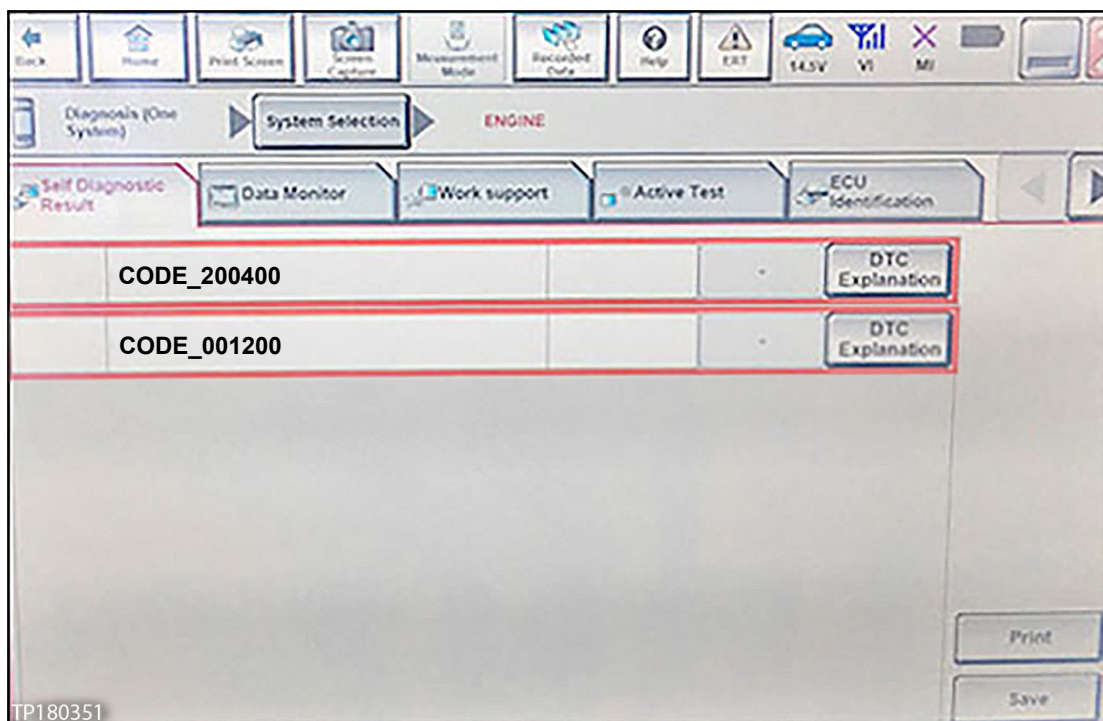 Back
Home
Print Screen
Screen
Capture
Measurement
Mode
Recorded
Data
Help
ERT
14.5V
VI
MI
Diagnosis (One
System)
System Selection
ENGINE
Self Diagnostic
Result
Data Monitor
Work support
Active Test
ECU
Identification
CODE_200400
-
DTC
Explanation
CODE_001200
-
DTC
Explanation
Print
Save
TP180351